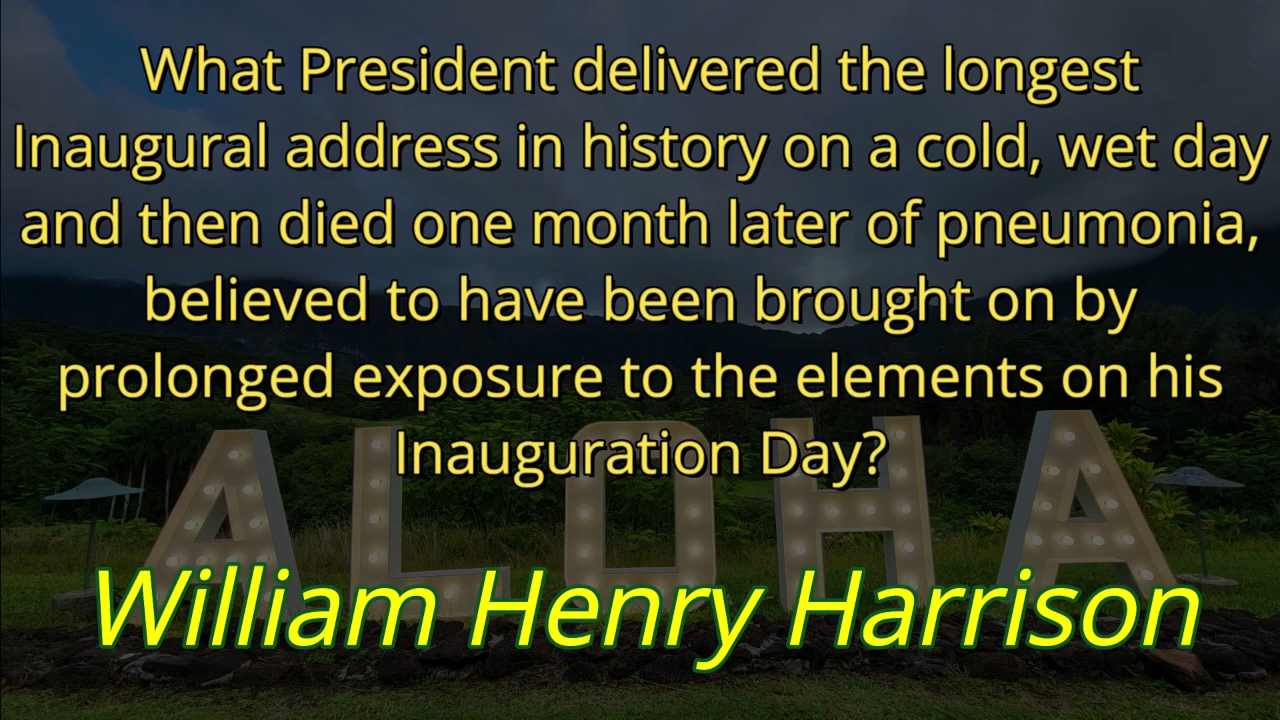 What President delivered the longest
Inaugural address in history on a cold, wet day
and then died one month later of pneumonia,
believed to have been brought on by
prolonged exposure to the elements on his
Inauguration Day?
ALOHA
William Henry Harrison